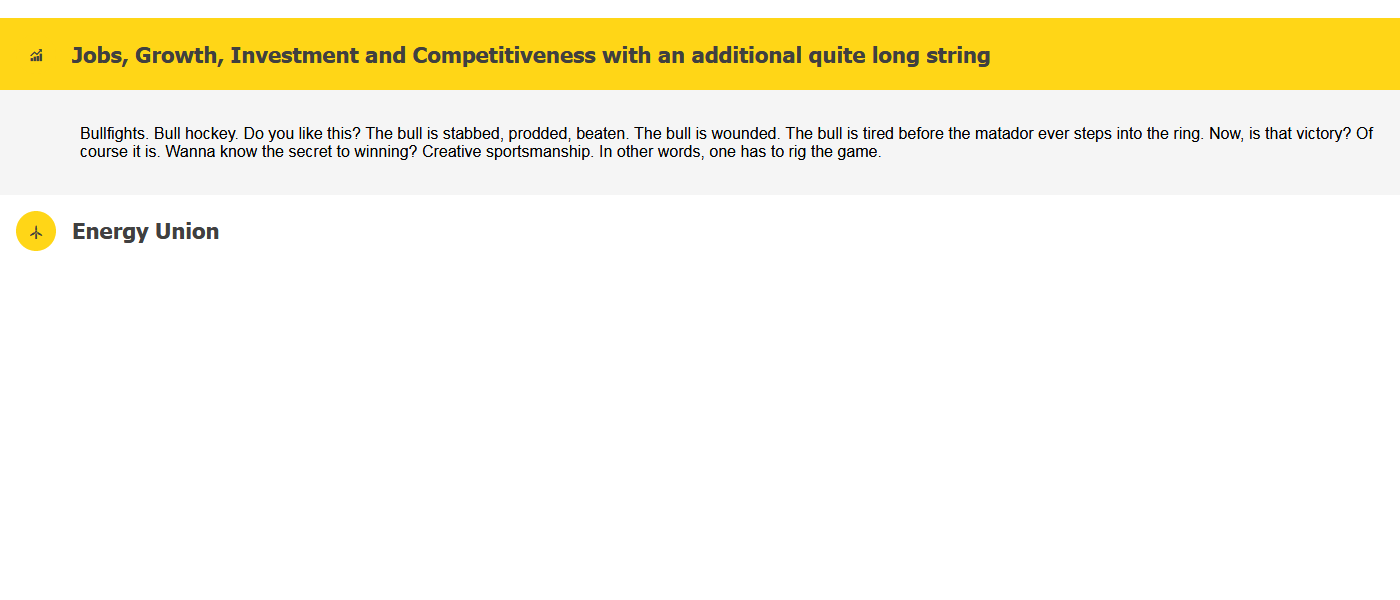 Jobs, Growth, Investment and Competitiveness with an additional quite long string
Bullfights. Bull hockey. Do you like this? The bull is stabbed, prodded, beaten. The bull is wounded. The bull is tired before the matador ever steps into the ring. Now, is that victory? Of
course it is. Wanna know the secret to winning? Creative sportsmanship. In other words, one has to rig the game.
Energy Union